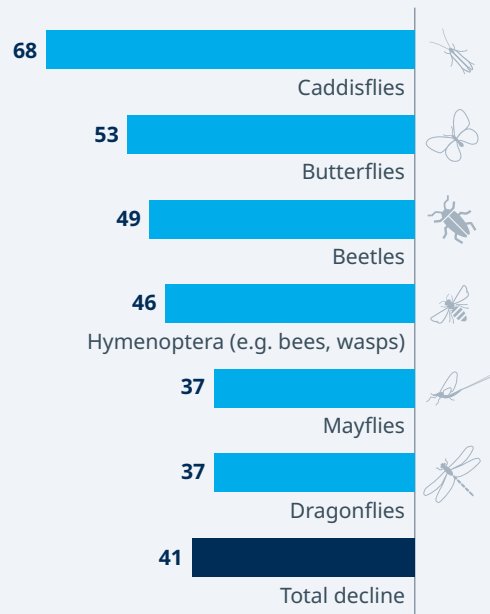 68
Caddisflies
53
Butterflies
49
Beetles
46
Hymenoptera (e.g. bees, wasps)
37
Mayflies
37
Dragonflies
41
Total decline